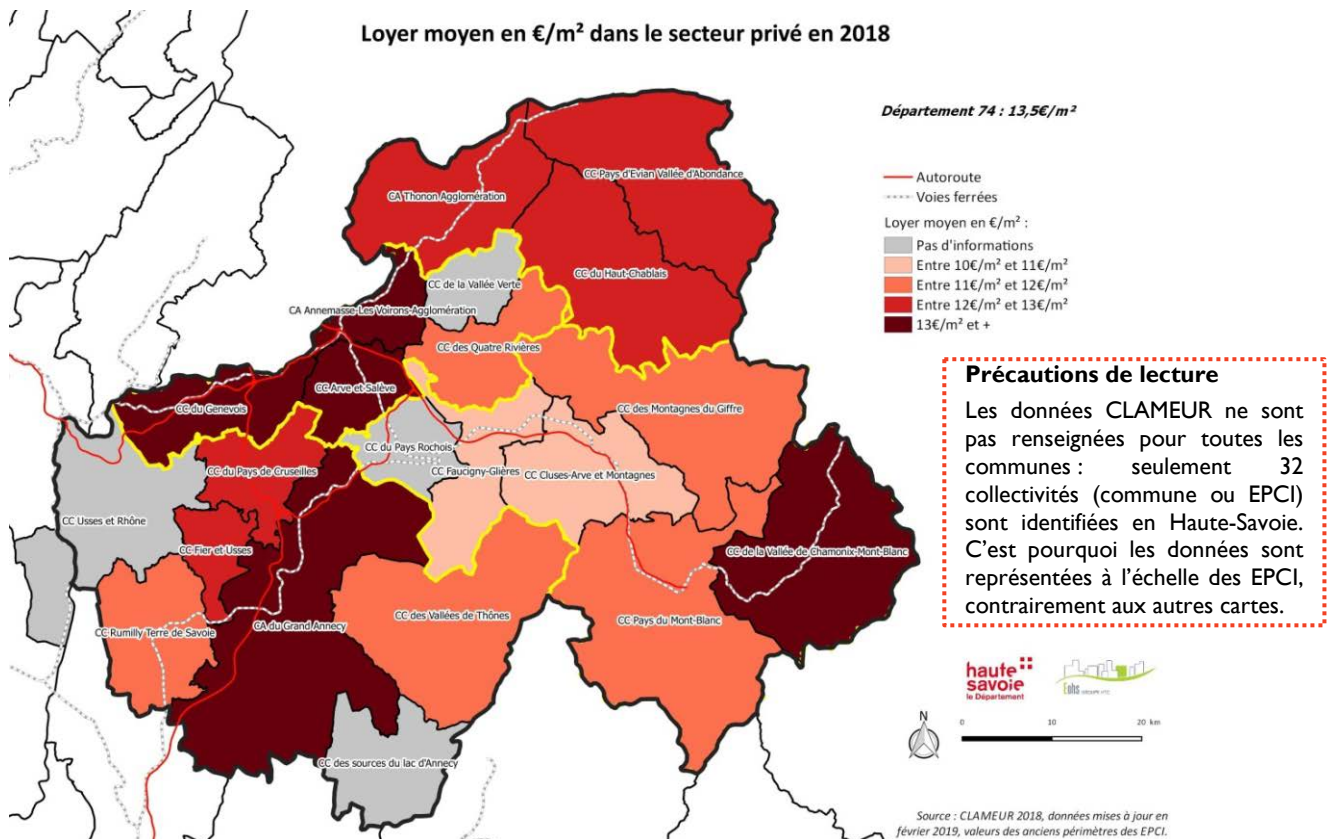 Loyer moyen en €/m² dans le secteur privé en 2018
Département 74 : 13,5€/m²
Autoroute
Voies ferrées
Loyer moyen en €/m² :
Pas d'informations
Entre 10€/m² et 11€/m²
Entre 11€/m² et 12€/m²
Entre 12€/m² et 13€/m²
13€/m² et +
CC Pays d'Evian Vallée d'Abondance
CA Thonon Agglomération
CC du Haut-Chablais
CC de la Vallée Verte
CA Annemasse-Les Voirons-Agglomération
CC des Quatre Rivières
CC Arve et Salève
CC du Genevois
CC des Montagnes du Giffre
CC du Pays Rochois
CC du Pays de Cruseilles
CC Faucigny-Glières
CC Cluses-Arve et Montagnes
CC Usses et Rhône
CC Fier et Usses
CC de la Vallée de Chamonix-Mont-Blanc
CC des Vallées de Thônes
CC Pays du Mont-Blanc
CA du Grand Annecy
CC Rumilly Terre de Savoie
CC des sources du lac d'Annecy
Précautions de lecture
Les données CLAMEUR ne sont
pas renseignées pour toutes les
communes : seulement 32
collectivités (commune ou EPCI)
sont identifiées en Haute-Savoie.
C'est pourquoi les données sont
représentées à l'échelle des EPCI,
contrairement aux autres cartes.
haute
savoie
le Département
Eohs
N
0 10 20 km
Source : CLAMEUR 2018, données mises à jour en
février 2019, valeurs des anciens périmètres des EPCI.